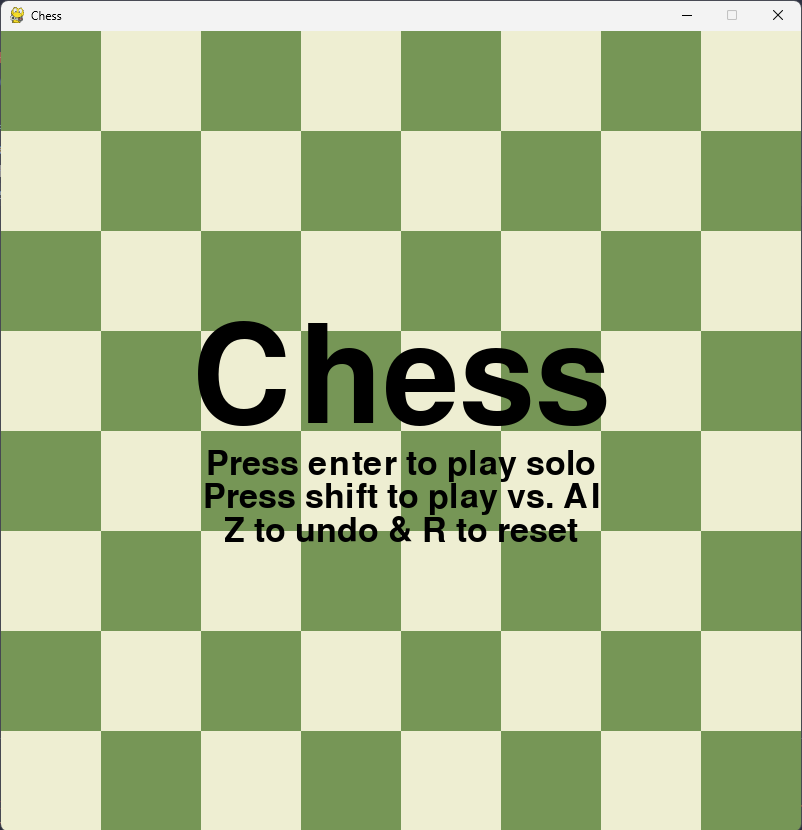 Chess
Chess
Press enter to play solo
Press shift to play vs. AI
Z to undo & R to reset